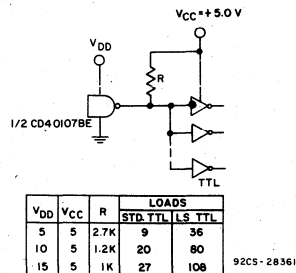 VCC=+5.0 V
VDD
R
1/2 CD40107BE
TTL
VDD VCC R LOADS
STD. TTL LS TTL
5 5 2.7K 9 36
10 5 1.2K 20 80
15 5 1K 27 108
92CS-28361